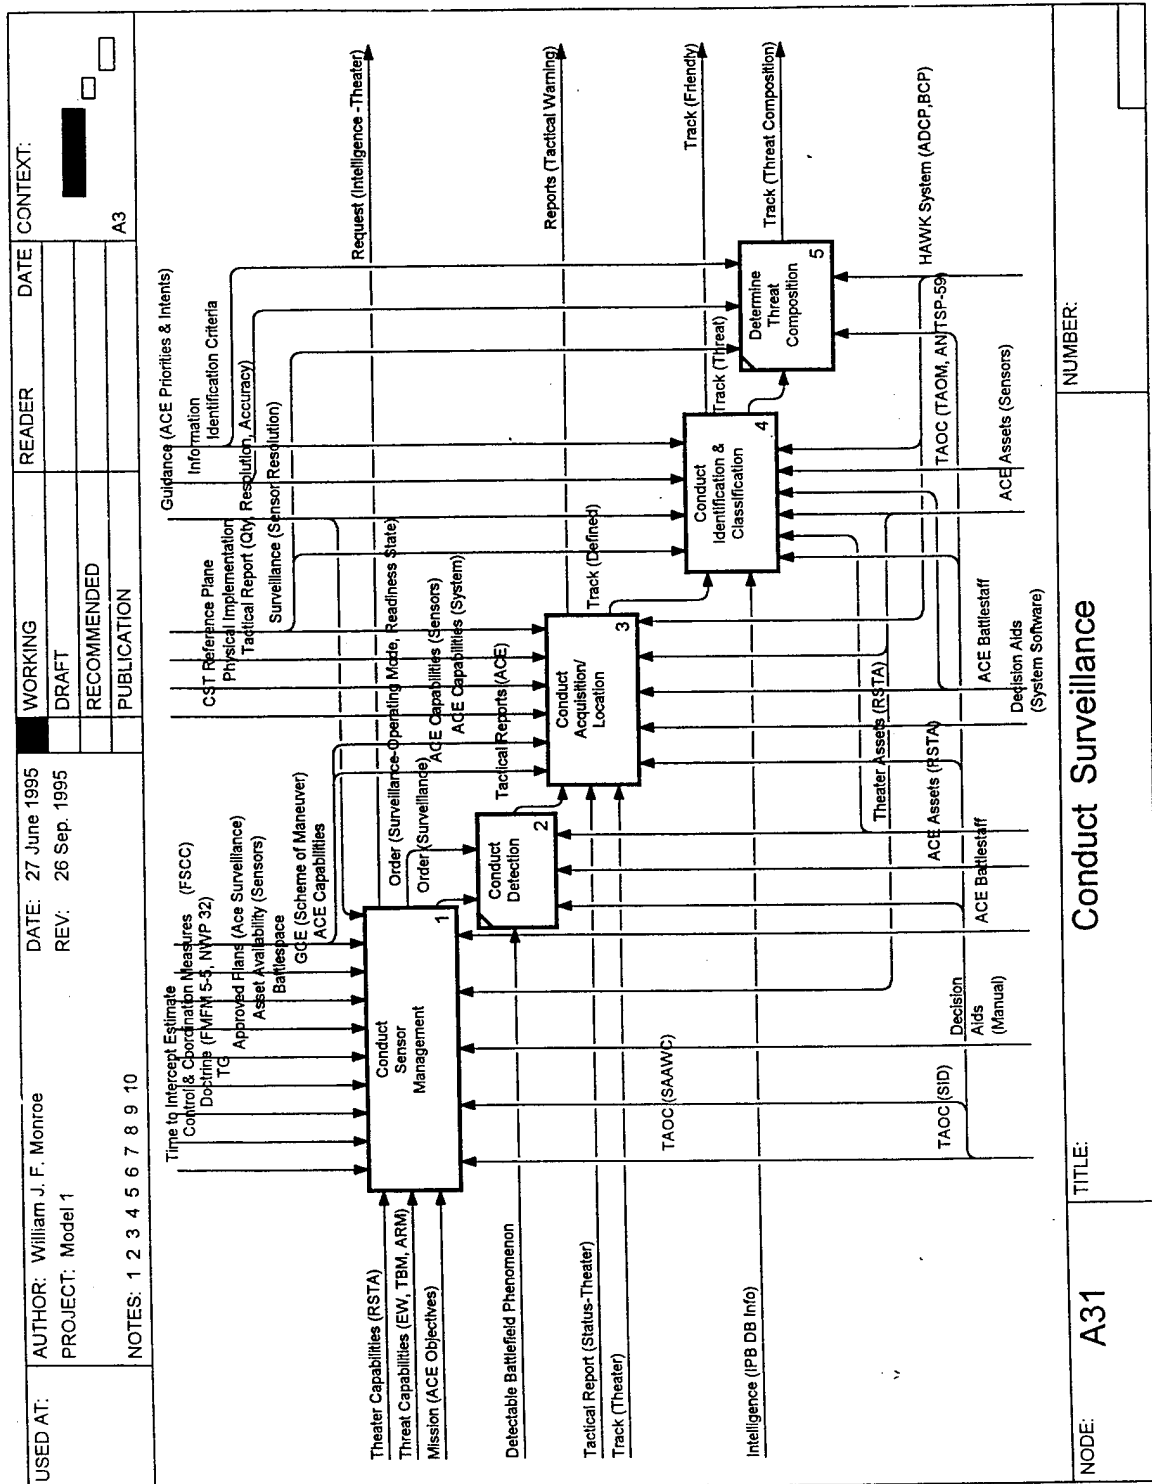 USED AT:
AUTHOR: William J. F. Monroe
PROJECT: Model 1
NOTES: 1 2 3 4 5 6 7 8 9 10
DATE: 27 June 1995
REV: 26 Sep. 1995
WORKING
DRAFT
RECOMMENDED
PUBLICATION
READER
DATE
CONTEXT:
A3
Time to Intercept Estimate
Control & Coordination Measures (FSCC)
Doctrine (FMFM 5-5, NWP 32)
TG
Approved Plans (Ace Surveillance)
Asset Availability (Sensors)
Battlespace
GCE (Scheme of Maneuver)
ACE Capabilities
CST Reference Plane
Physical Implementation
Tactical Report (Qty, Resolution, Accuracy)
Surveillance (Sensor Resolution)
Guidance (ACE Priorities & Intents)
Information
Identification Criteria
Request (Intelligence -Theater)
Order (Surveillance-Operating Mode, Readiness State)
Order (Surveillance)
ACE Capabilities (Sensors)
ACE Capabilities (System)
Tactical Reports (ACE)
Reports (Tactical Warning)
Track (Defined)
Track (Friendly)
Track (Threat)
Track (Threat Composition)
Theater Capabilities (RSTA)
Threat Capabilities (EW, TBM, ARM)
Mission (ACE Objectives)
Detectable Battlefield Phenomenon
Tactical Report (Status-Theater)
Track (Theater)
Intelligence (IPB DB Info)
Conduct
Sensor
Management
1
Conduct
Detection
2
Conduct
Acquisition/
Location
3
Conduct
Identification &
Classification
4
Determine
Threat
Composition
5
TAOC (SAAWC)
TAOC (SID)
Decision
Aids
(Manual)
ACE Battlestaff
ACE Assets (RSTA)
Theater Assets (RSTA)
Decision Aids
(System Software)
ACE Battlestaff
ACE Assets (Sensors)
TAOC (TAOM, AN/TSP-59)
HAWK System (ADCP,BCP)
NODE:
A31
TITLE:
Conduct Surveillance
NUMBER: